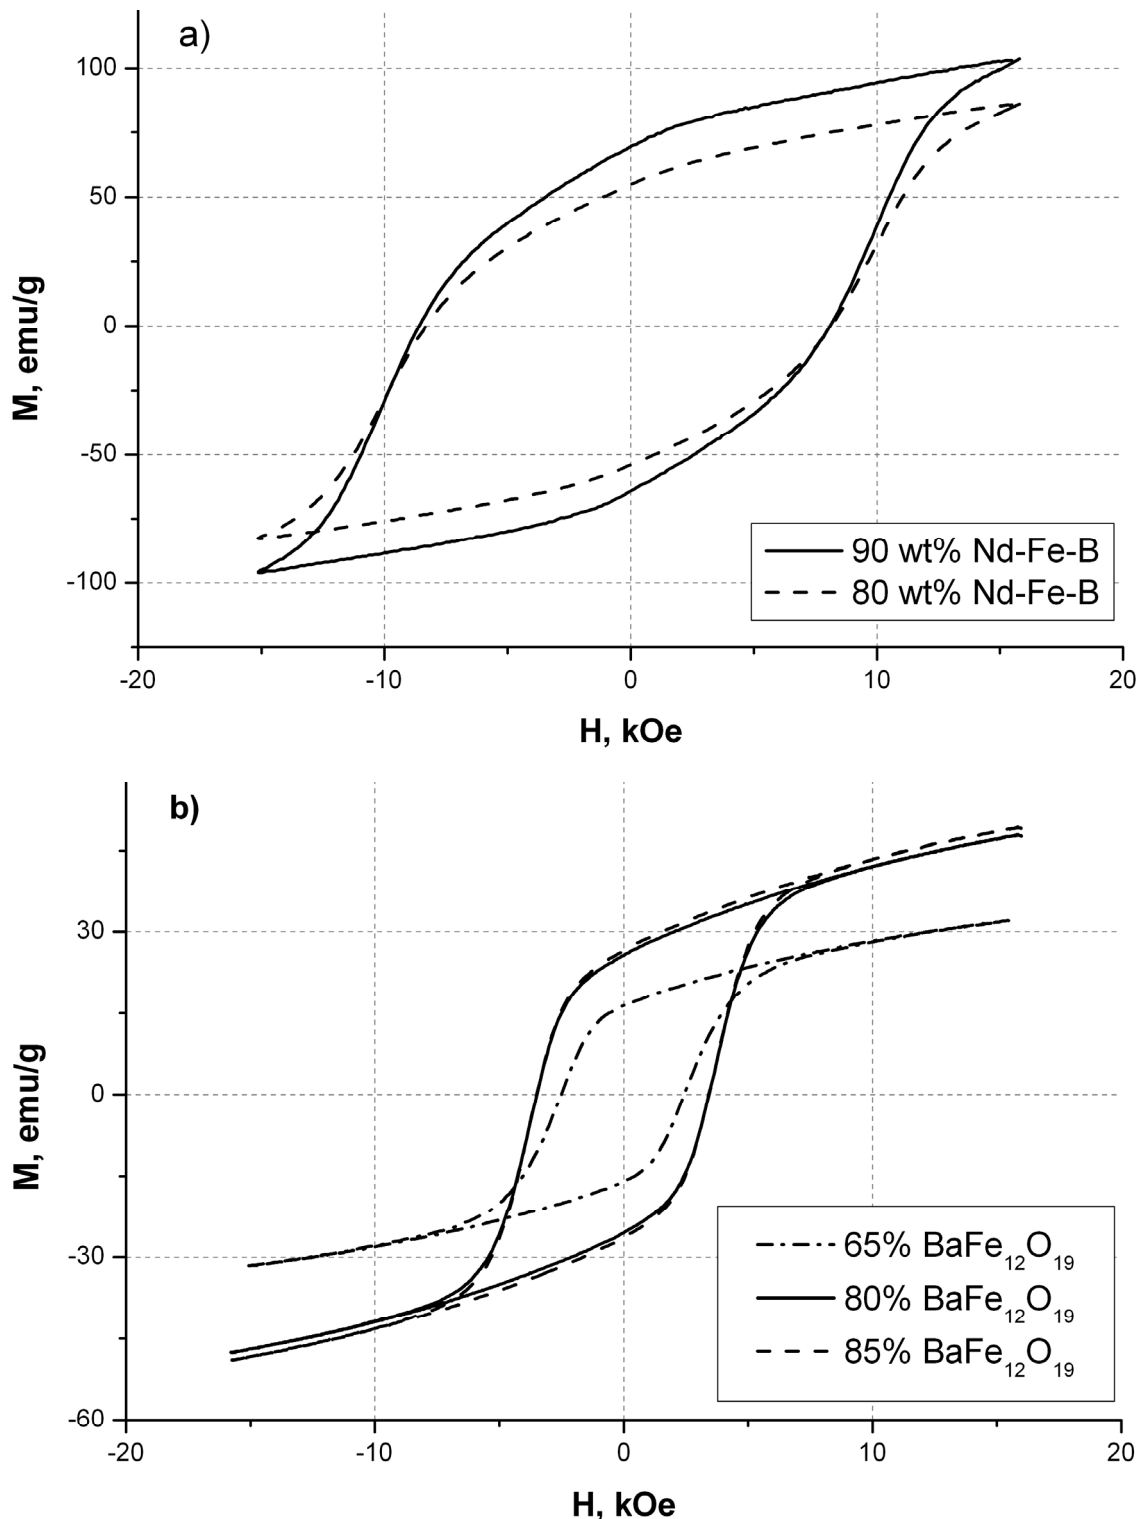 a)
100
50
0
-50
-100
M, emu/g
90 wt% Nd-Fe-B
80 wt% Nd-Fe-B
-20 -10 0 10 20
H, kOe
b)
30
0
-30
-60
M, emu/g
65% BaFe₁₂O₁₉
80% BaFe₁₂O₁₉
85% BaFe₁₂O₁₉
-20 -10 0 10 20
H, kOe